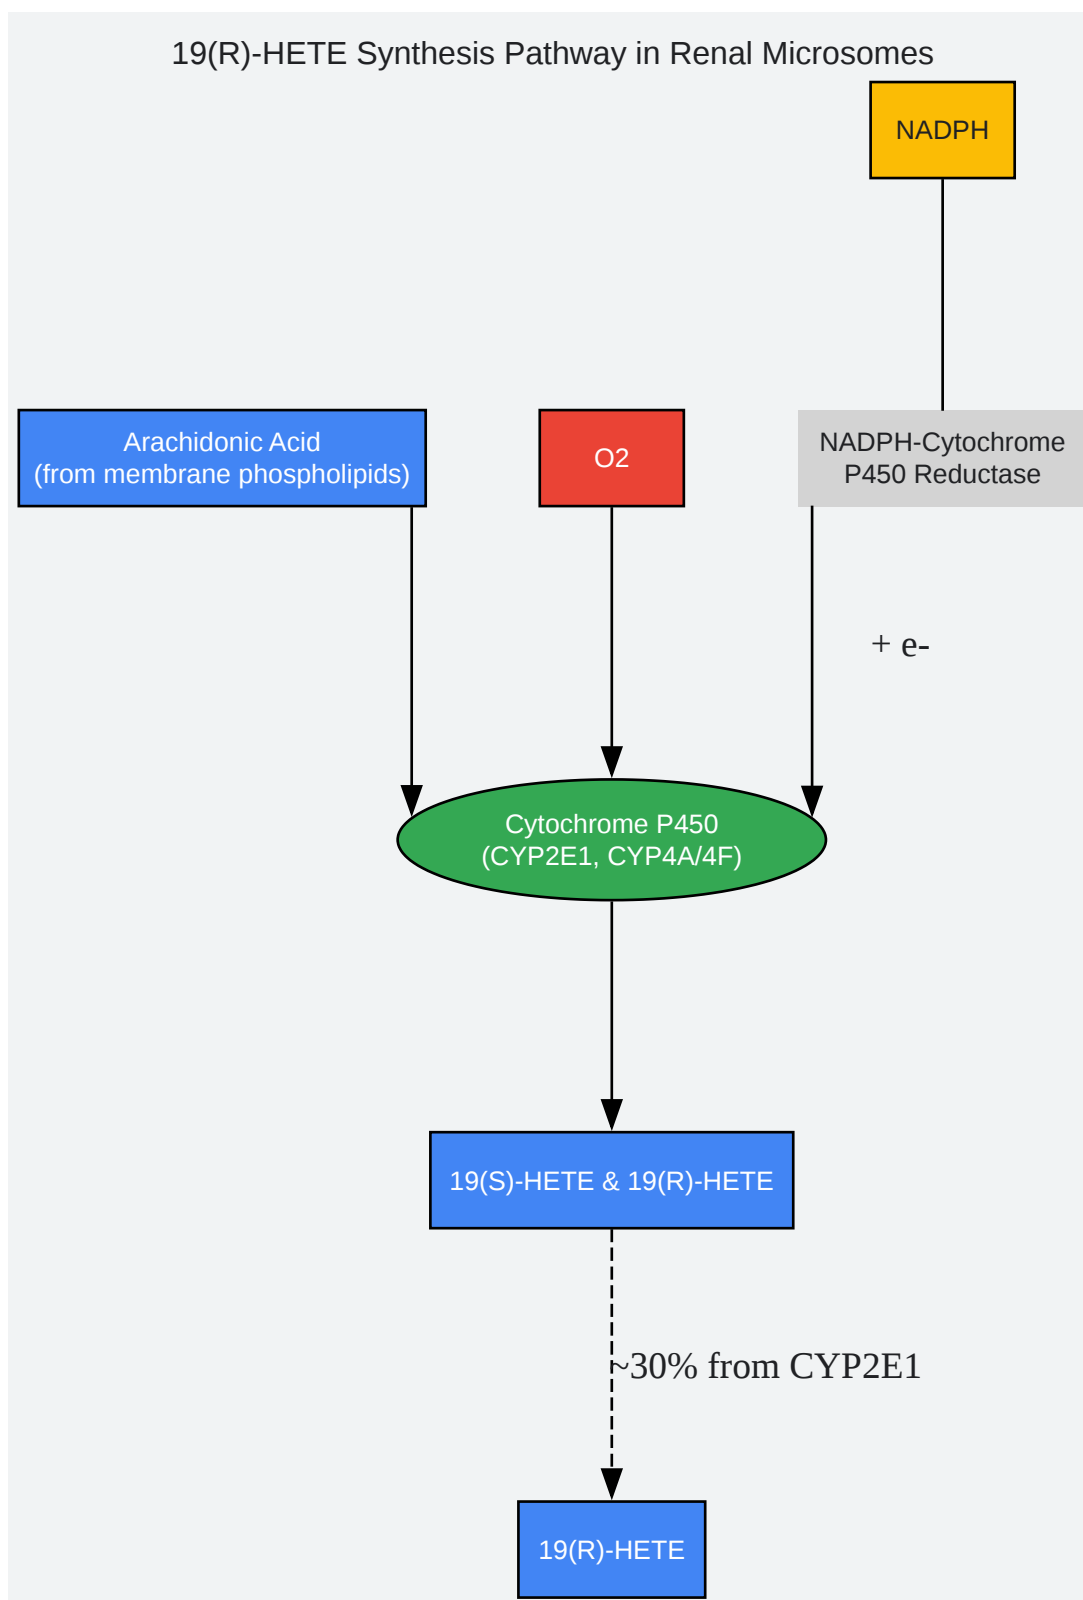 19(R)-HETE Synthesis Pathway in Renal Microsomes
NADPH
Arachidonic Acid
(from membrane phospholipids)
O2
NADPH-Cytochrome
P450 Reductase
+ e-
Cytochrome P450
(CYP2E1, CYP4A/4F)
19(S)-HETE & 19(R)-HETE
~30% from CYP2E1
19(R)-HETE